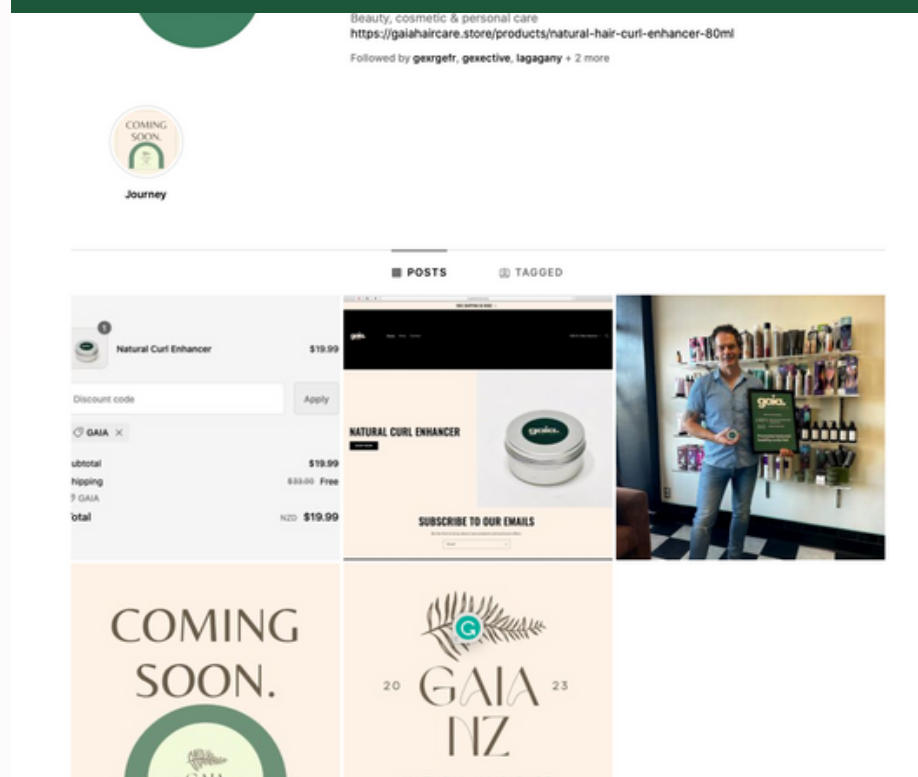 Beauty, cosmetic & personal care
https://gaiahaircare.store/products/natural-hair-curl-enhancer-80ml
Followed by gexrgefr, gexective, lagagany + 2 more
COMING
SOON.
Journey
POSTS
TAGGED
1
Natural Curl Enhancer
$19.99
Discount code
Apply
GAIA
ubtotal
$19.99
hipping
$33.00 Free
GAIA
otal
NZD $19.99
gaia.
NATURAL CURL ENHANCER
gaia.
SUBSCRIBE TO OUR EMAILS
gaia.
COMING
SOON.
GAIA
G
20 GAIA 23
NZ